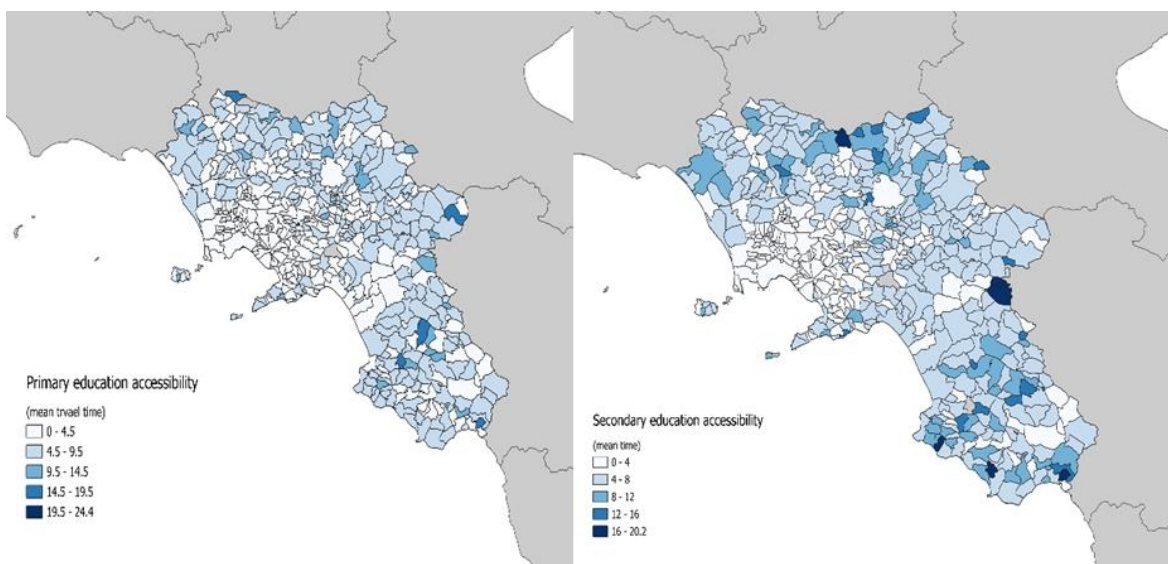 Primary education accessibility
(mean trvael time)
0 - 4.5
4.5 - 9.5
9.5 - 14.5
14.5 - 19.5
19.5 - 24.4
Secondary education accessibility
(mean time)
0 - 4
4 - 8
8 - 12
12 - 16
16 - 20.2